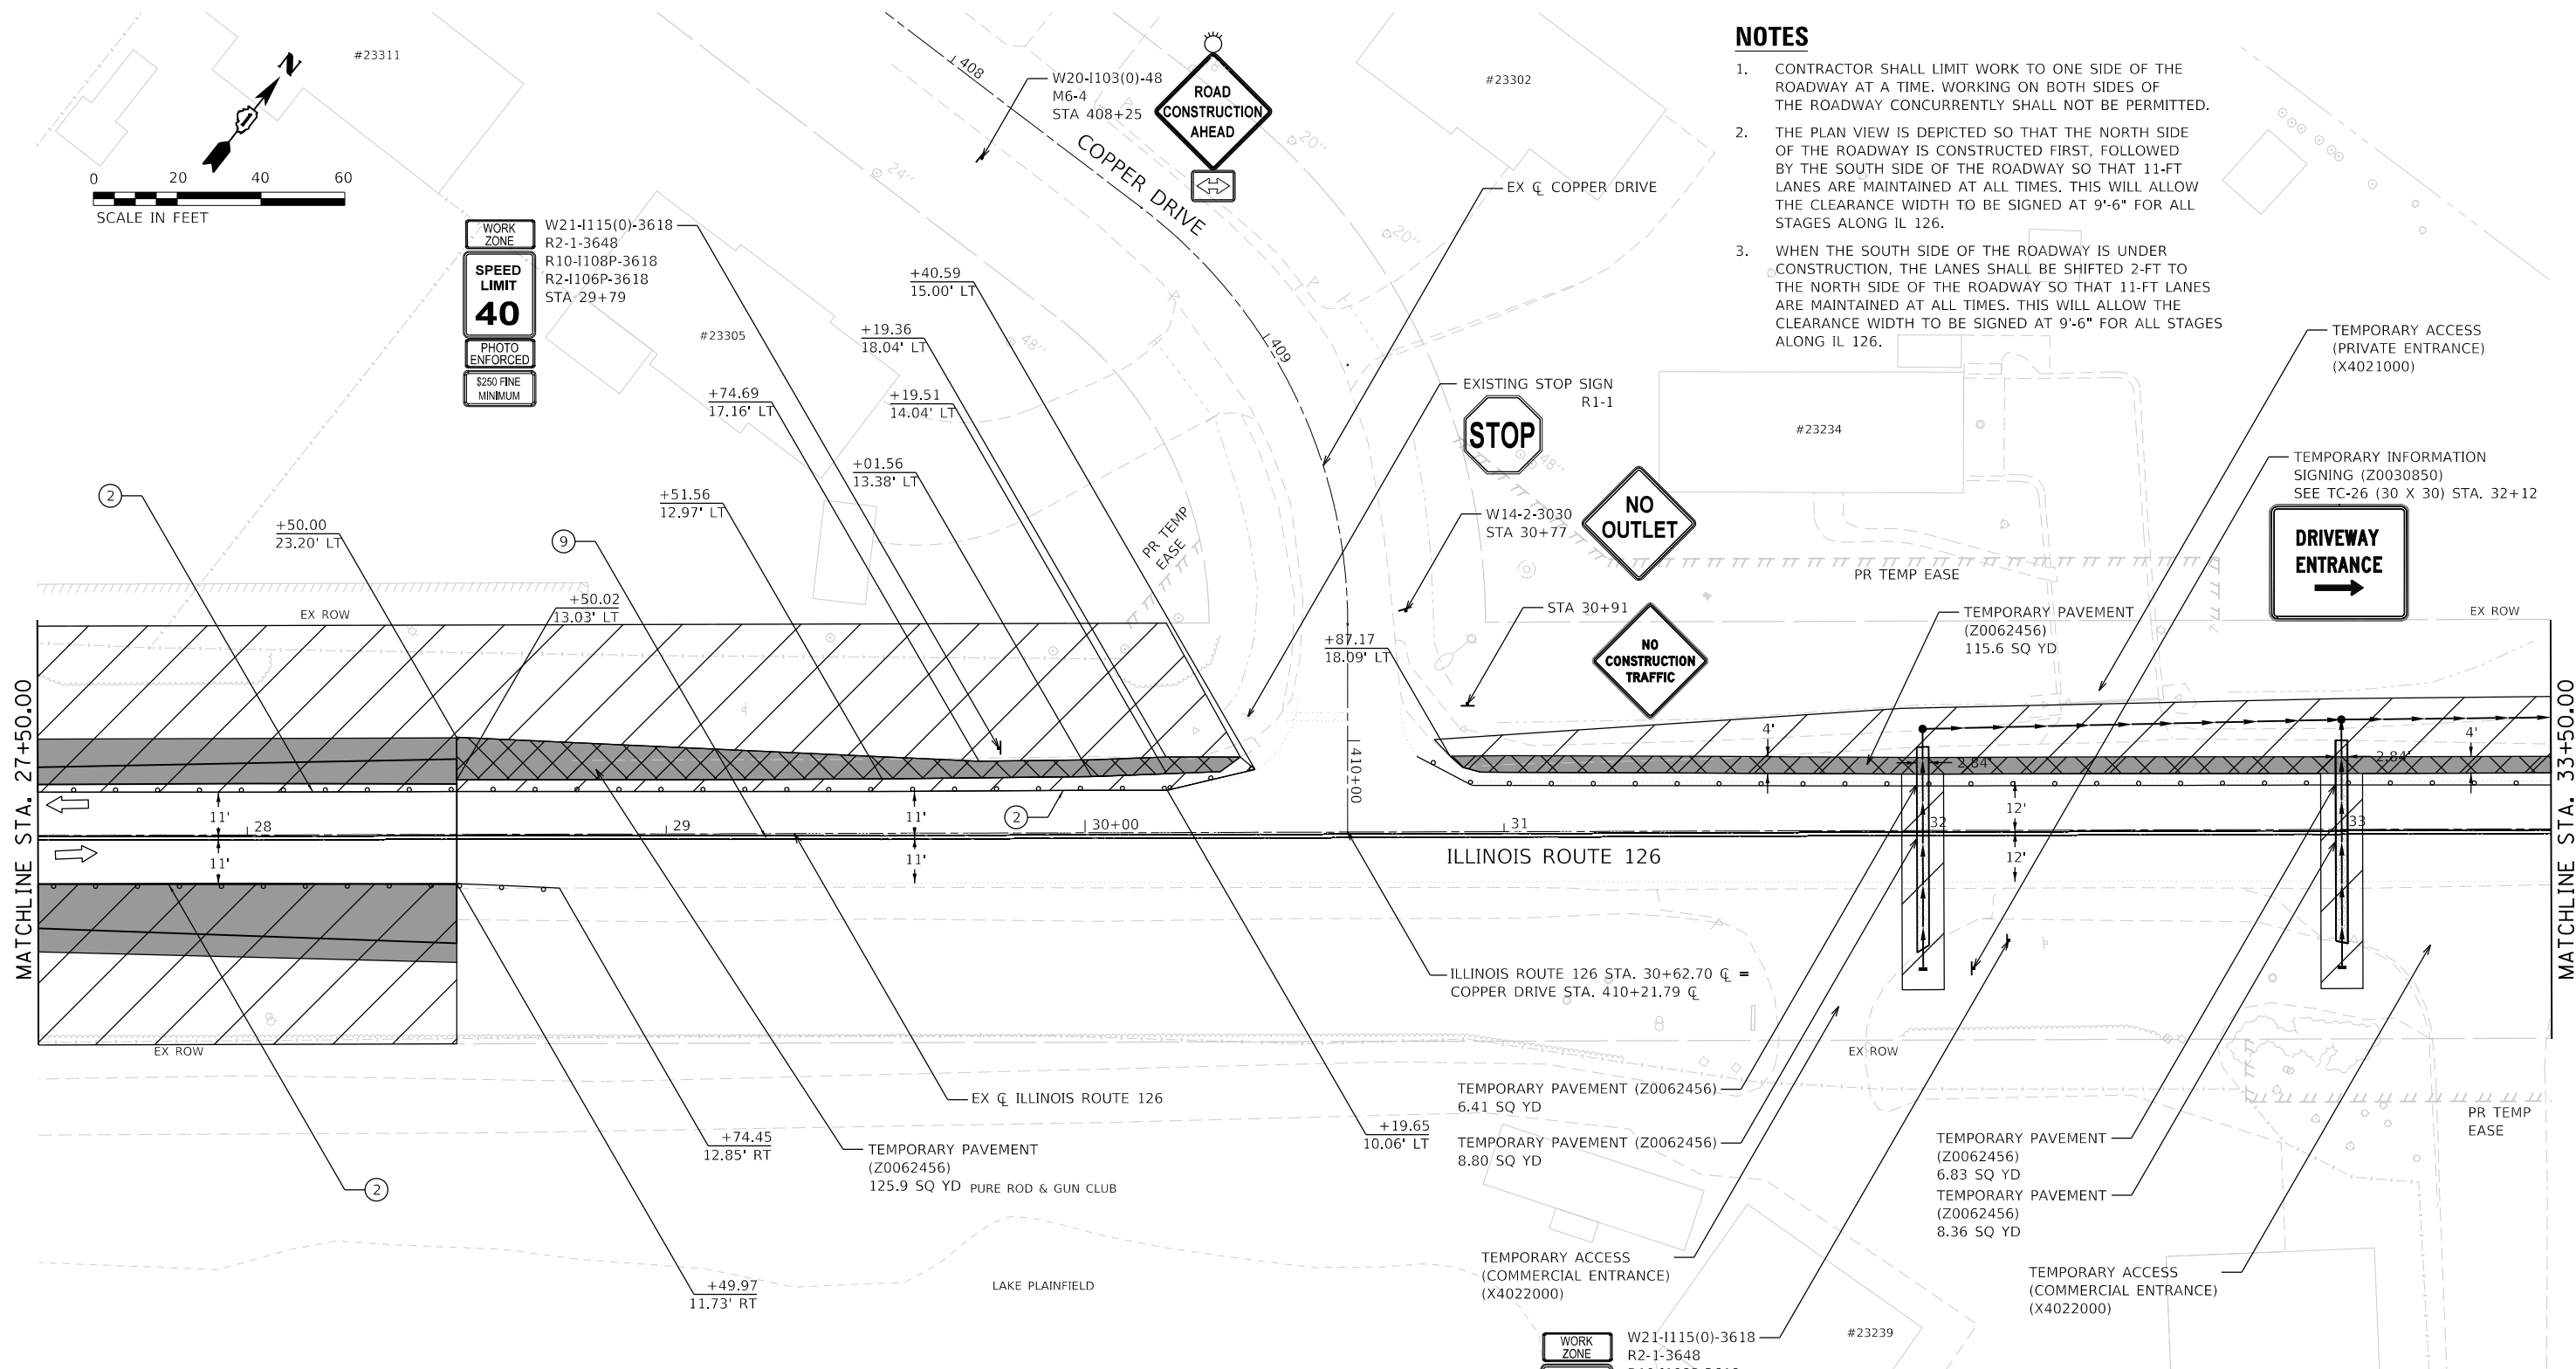 #23311
N
1
0 20 40 60
SCALE IN FEET
408
W20-I103(0)-48
M6-4
STA 408+25
ROAD
CONSTRUCTION
AHEAD
COPPER DRIVE
#23302
20"
24"
20"
48"
EX ℄ COPPER DRIVE
NOTES
1. CONTRACTOR SHALL LIMIT WORK TO ONE SIDE OF THE
ROADWAY AT A TIME. WORKING ON BOTH SIDES OF
THE ROADWAY CONCURRENTLY SHALL NOT BE PERMITTED.
2. THE PLAN VIEW IS DEPICTED SO THAT THE NORTH SIDE
OF THE ROADWAY IS CONSTRUCTED FIRST, FOLLOWED
BY THE SOUTH SIDE OF THE ROADWAY SO THAT 11-FT
LANES ARE MAINTAINED AT ALL TIMES. THIS WILL ALLOW
THE CLEARANCE WIDTH TO BE SIGNED AT 9'-6" FOR ALL
STAGES ALONG IL 126.
3. WHEN THE SOUTH SIDE OF THE ROADWAY IS UNDER
CONSTRUCTION, THE LANES SHALL BE SHIFTED 2-FT TO
THE NORTH SIDE OF THE ROADWAY SO THAT 11-FT LANES
ARE MAINTAINED AT ALL TIMES. THIS WILL ALLOW THE
CLEARANCE WIDTH TO BE SIGNED AT 9'-6" FOR ALL STAGES
ALONG IL 126.
WORK
ZONE
SPEED
LIMIT
40
PHOTO
ENFORCED
$250 FINE
MINIMUM
W21-I115(0)-3618
R2-1-3648
R10-I108P-3618
R2-I106P-3618
STA 29+79
#23305
+40.59
15.00' LT
+19.36
18.04' LT
+19.51
14.04' LT
+74.69
17.16' LT
+01.56
13.38' LT
+51.56
12.97' LT
409
EXISTING STOP SIGN
R1-1
STOP
48"
#23234
TEMPORARY ACCESS
(PRIVATE ENTRANCE)
(X4021000)
TEMPORARY INFORMATION
SIGNING (Z0030850)
SEE TC-26 (30 X 30) STA. 32+12
DRIVEWAY
ENTRANCE
2
+50.00
23.20' LT
9
PR TEMP
EASE
W14-2-3030
STA 30+77
NO
OUTLET
PR TEMP EASE
EX ROW
+50.02
13.03' LT
STA 30+91
NO
CONSTRUCTION
TRAFFIC
+87.17
18.09' LT
TEMPORARY PAVEMENT
(Z0062456)
115.6 SQ YD
EX ROW
MATCHLINE STA. 27+50.00
4'
2.84'
2.84'
4'
410+00
MATCHLINE STA. 33+50.00
11'
28
29
11'
2
30+00
31
12'
32
33
11'
11'
ILLINOIS ROUTE 126
12'
ILLINOIS ROUTE 126 STA. 30+62.70 ℄ =
COPPER DRIVE STA. 410+21.79 ℄
EX ROW
EX ROW
EX ℄ ILLINOIS ROUTE 126
TEMPORARY PAVEMENT (Z0062456)
6.41 SQ YD
+74.45
12.85' RT
TEMPORARY PAVEMENT
(Z0062456)
125.9 SQ YD
PURE ROD & GUN CLUB
+19.65
10.06' LT
TEMPORARY PAVEMENT (Z0062456)
8.80 SQ YD
TEMPORARY PAVEMENT
(Z0062456)
6.83 SQ YD
TEMPORARY PAVEMENT
(Z0062456)
8.36 SQ YD
PR TEMP
EASE
2
+49.97
11.73' RT
LAKE PLAINFIELD
TEMPORARY ACCESS
(COMMERCIAL ENTRANCE)
(X4022000)
TEMPORARY ACCESS
(COMMERCIAL ENTRANCE)
(X4022000)
WORK
ZONE
W21-I115(0)-3618
R2-1-3648
#23239